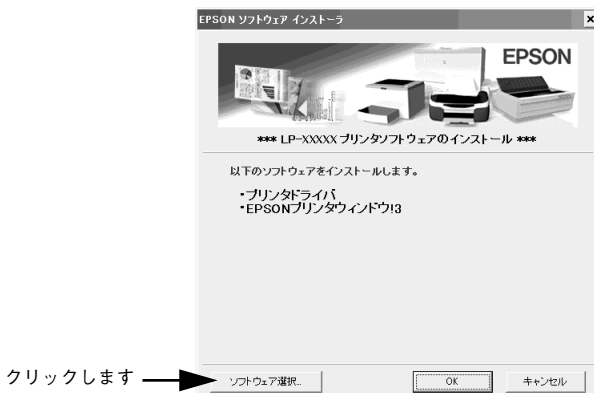 EPSON ソフトウェア インストーラ
EPSON
*** LP-XXXXX プリンタソフトウェアのインストール ***
以下のソフトウェアをインストールします。
・プリンタドライバ
・EPSONプリンタウィンドウ!3
クリックします
ソフトウェア選択...
OK
キャンセル